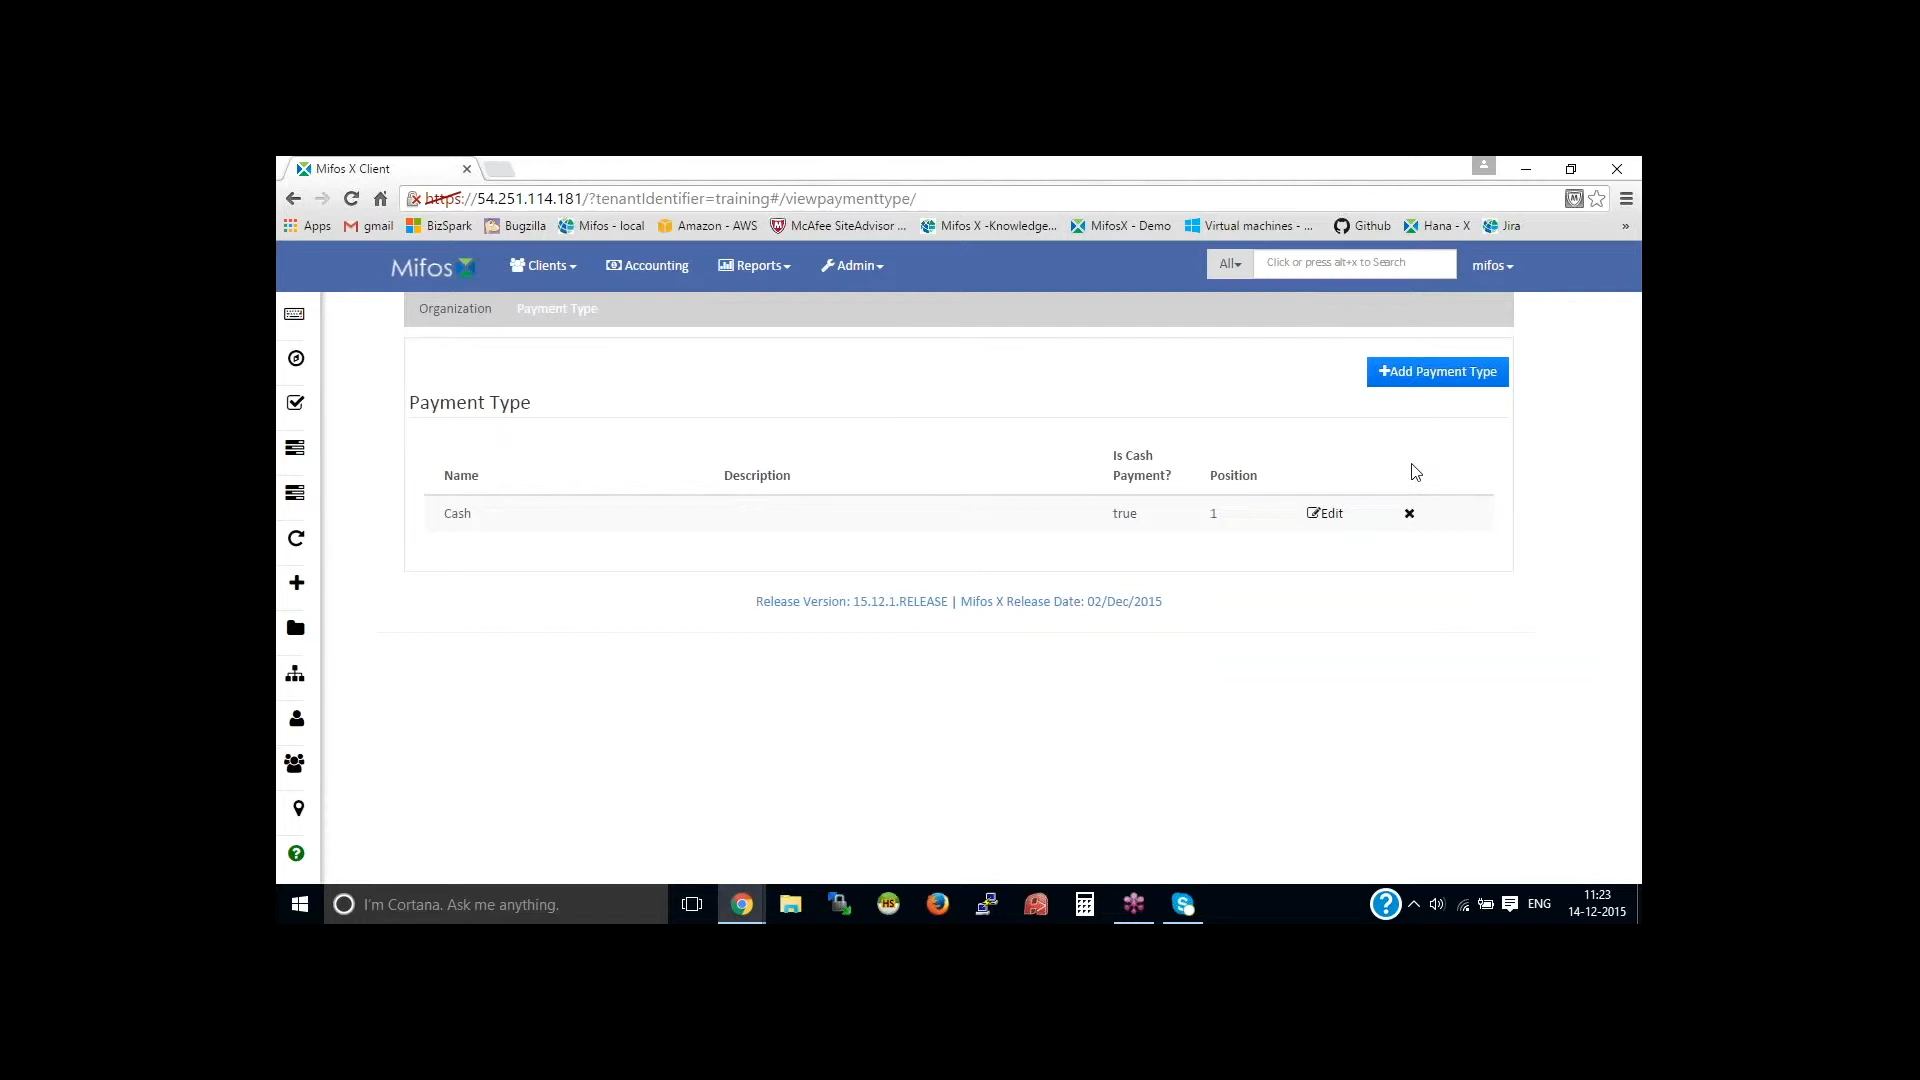 Mifos X Client
https://54.251.114.181/?tenantIdentifier=training#/viewpaymenttype/
Apps gmail BizSpark Bugzilla Mifos - local Amazon - AWS McAfee SiteAdvisor ... Mifos X -Knowledge... MifosX - Demo Virtual machines - ... Github Hana - X Jira »
Mifos X Clients Accounting Reports Admin All Click or press alt+x to Search mifos
Organization Payment Type
+Add Payment Type
Payment Type
Is Cash
Name Description Payment? Position
Cash true 1 Edit
Release Version: 15.12.1.RELEASE | Mifos X Release Date: 02/Dec/2015
I'm Cortana. Ask me anything. HS ENG 11:23
14-12-2015